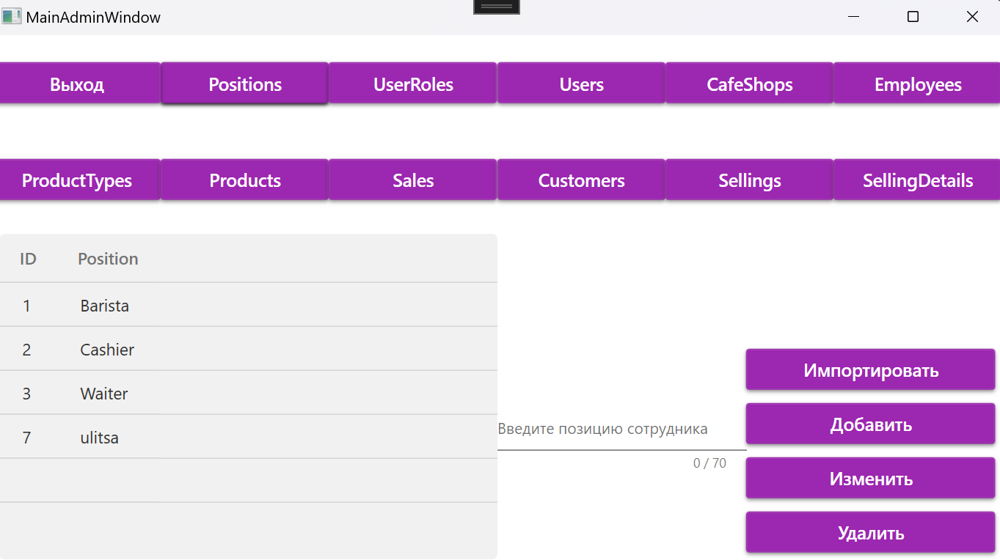 MainAdminWindow
Выход Positions UserRoles Users CafeShops Employees
ProductTypes Products Sales Customers Sellings SellingDetails
ID Position
1 Barista
2 Cashier
3 Waiter
7 ulitsa
Введите позицию сотрудника
0 / 70
Импортировать
Добавить
Изменить
Удалить